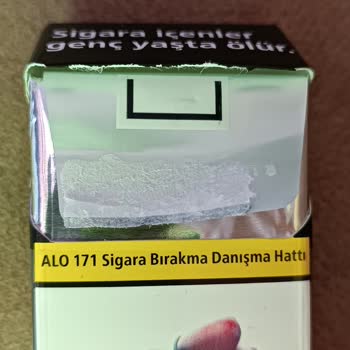 Sigara içenler
genç yaşta ölür.
ALO 171 Sigara Bırakma Danışma Hattı